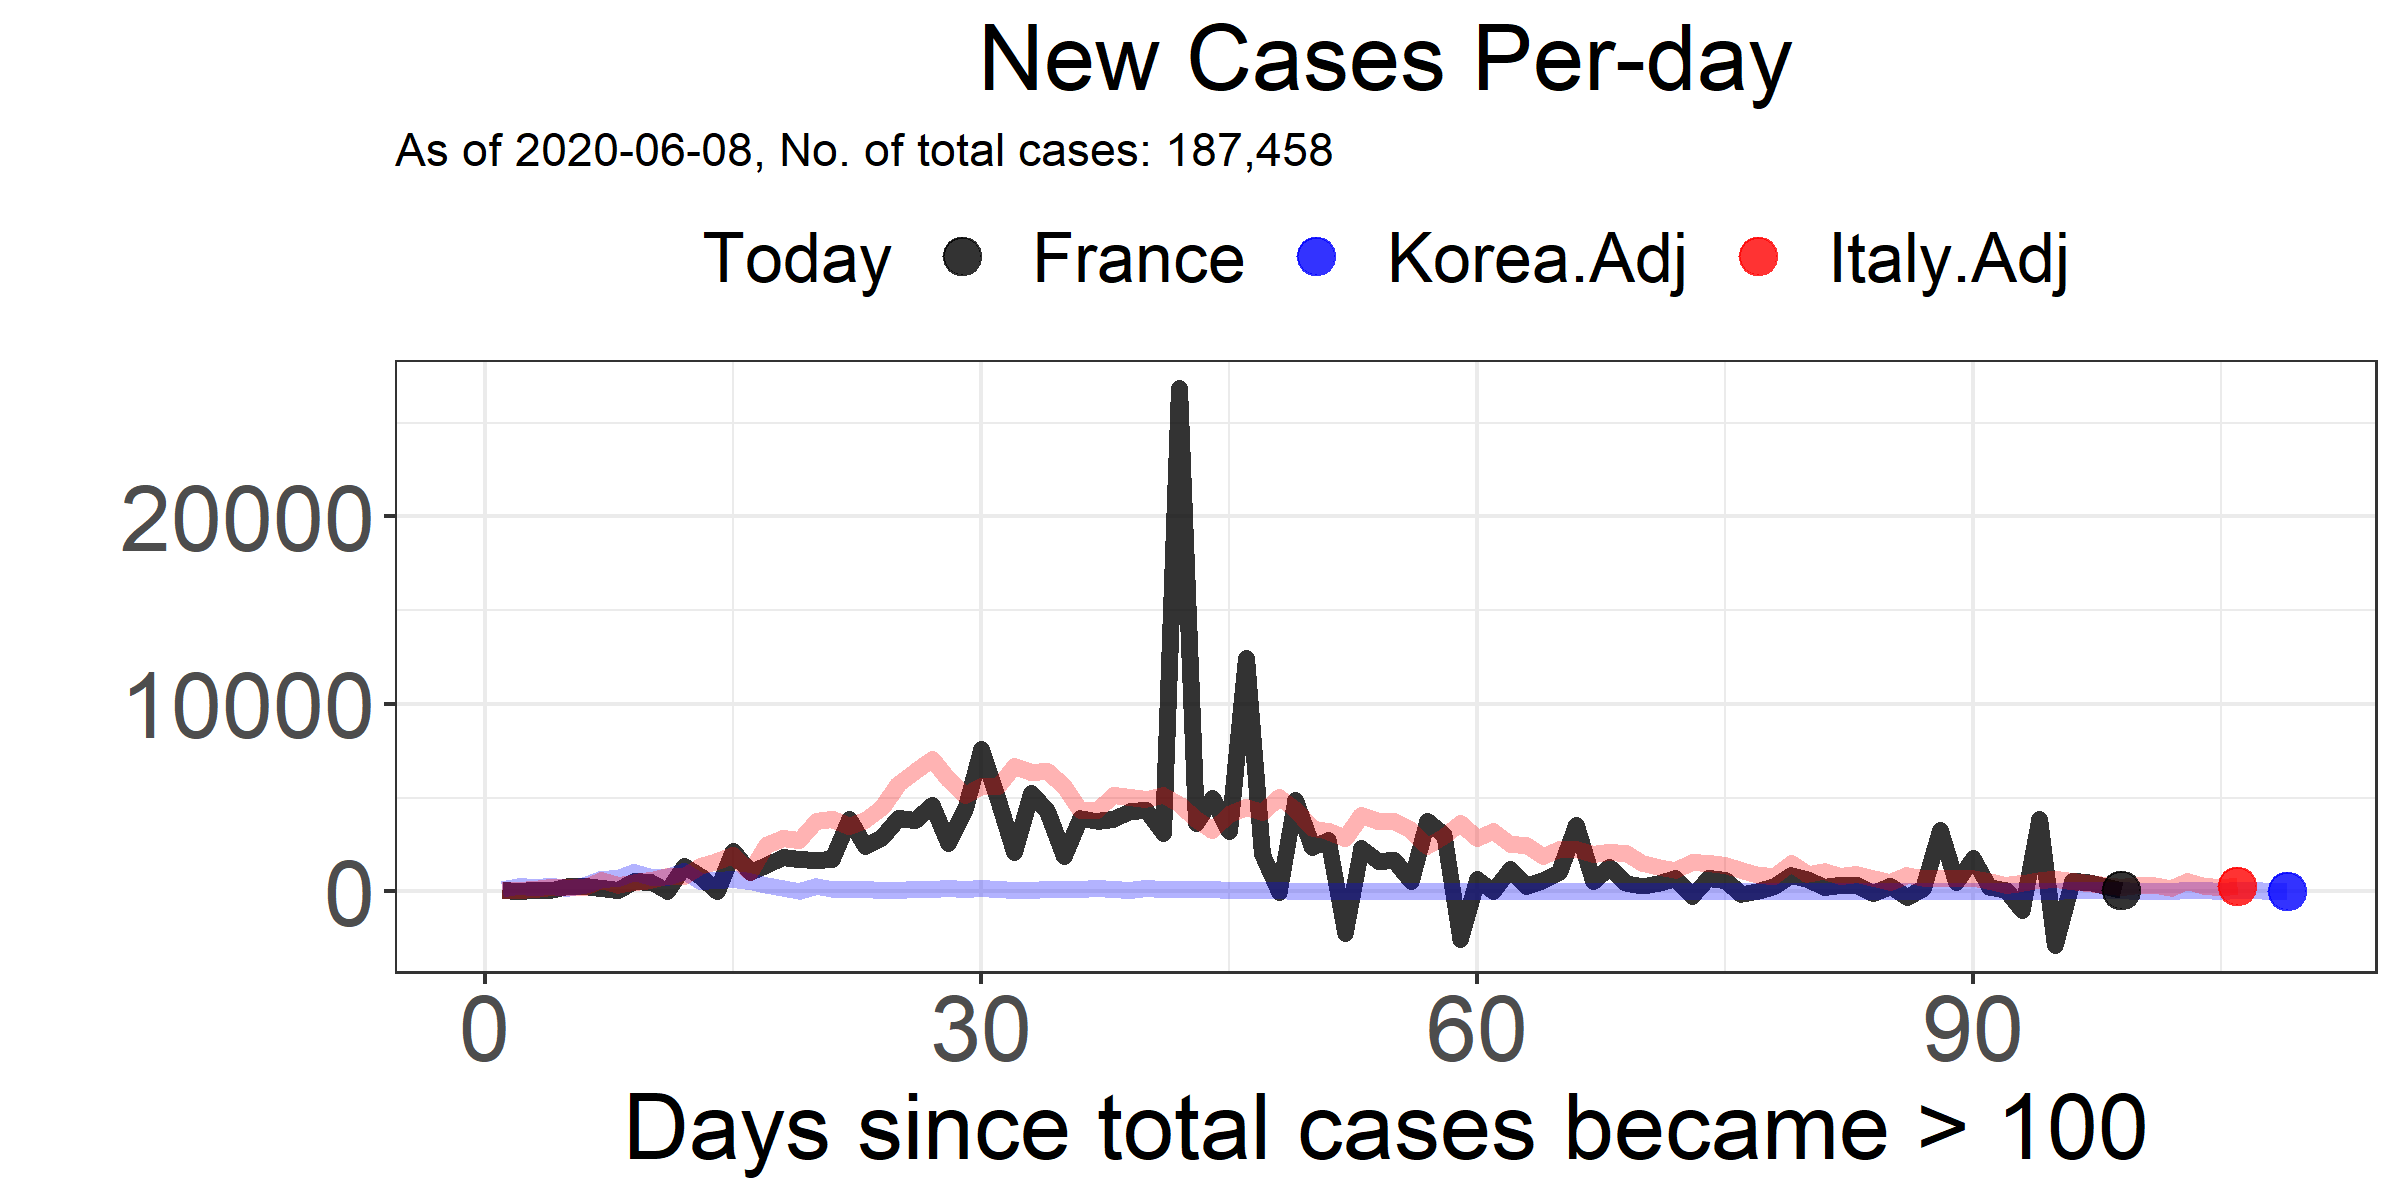 New Cases Per-day
As of 2020-06-08, No. of total cases: 187,458
Today France Korea.Adj Italy.Adj
20000
10000
0
0 30 60 90
Days since total cases became > 100